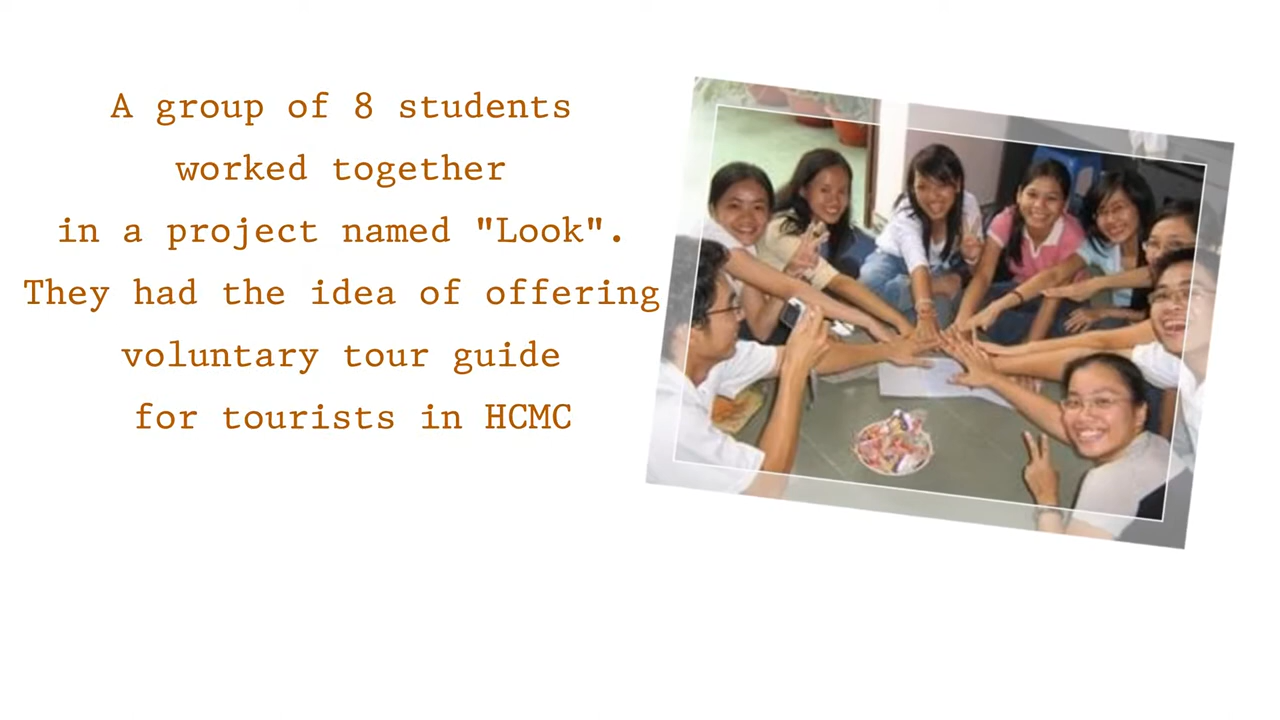 A group of 8 students
worked together
in a project named "Look".
They had the idea of offering
voluntary tour guide
for tourists in HCMC